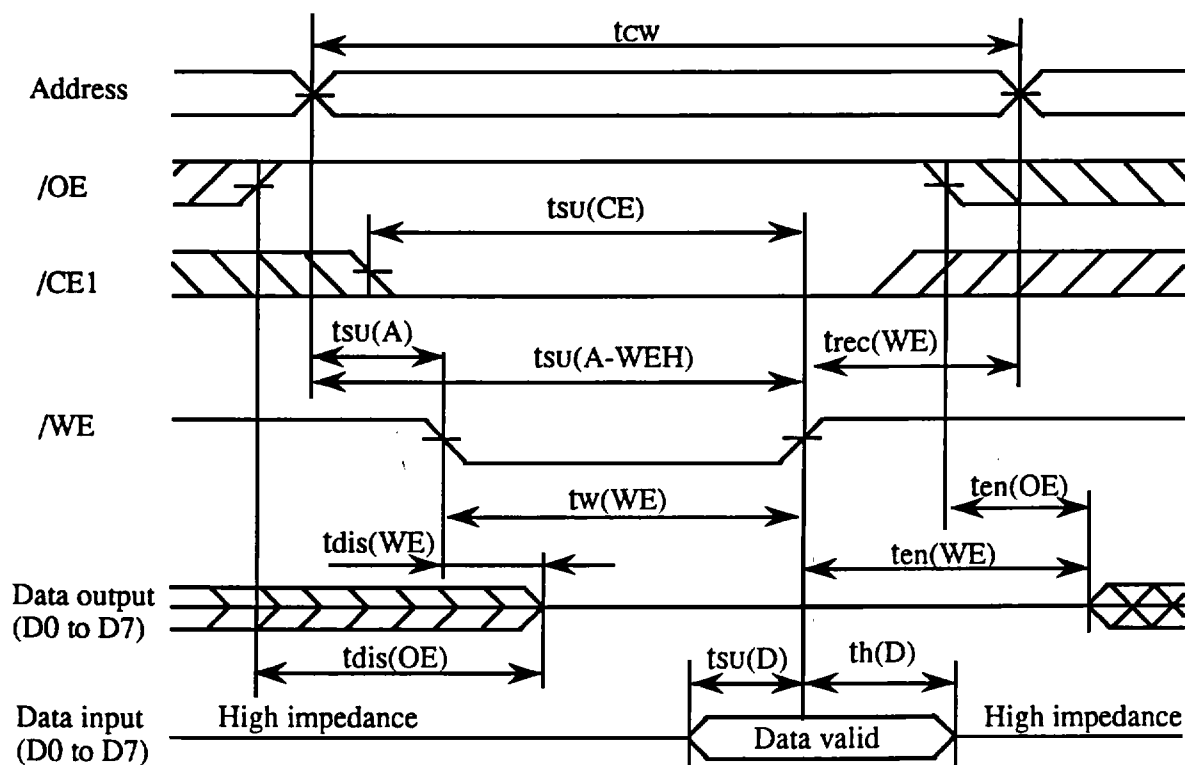 tcw
Address
/OE
tsu(CE)
/CE1
tsu(A)
tsu(A-WEH)
trec(WE)
/WE
tw(WE)
ten(OE)
tdis(WE)
ten(WE)
Data output
(D0 to D7)
tdis(OE)
tsu(D)
th(D)
Data input
(D0 to D7)
High impedance
Data valid
High impedance